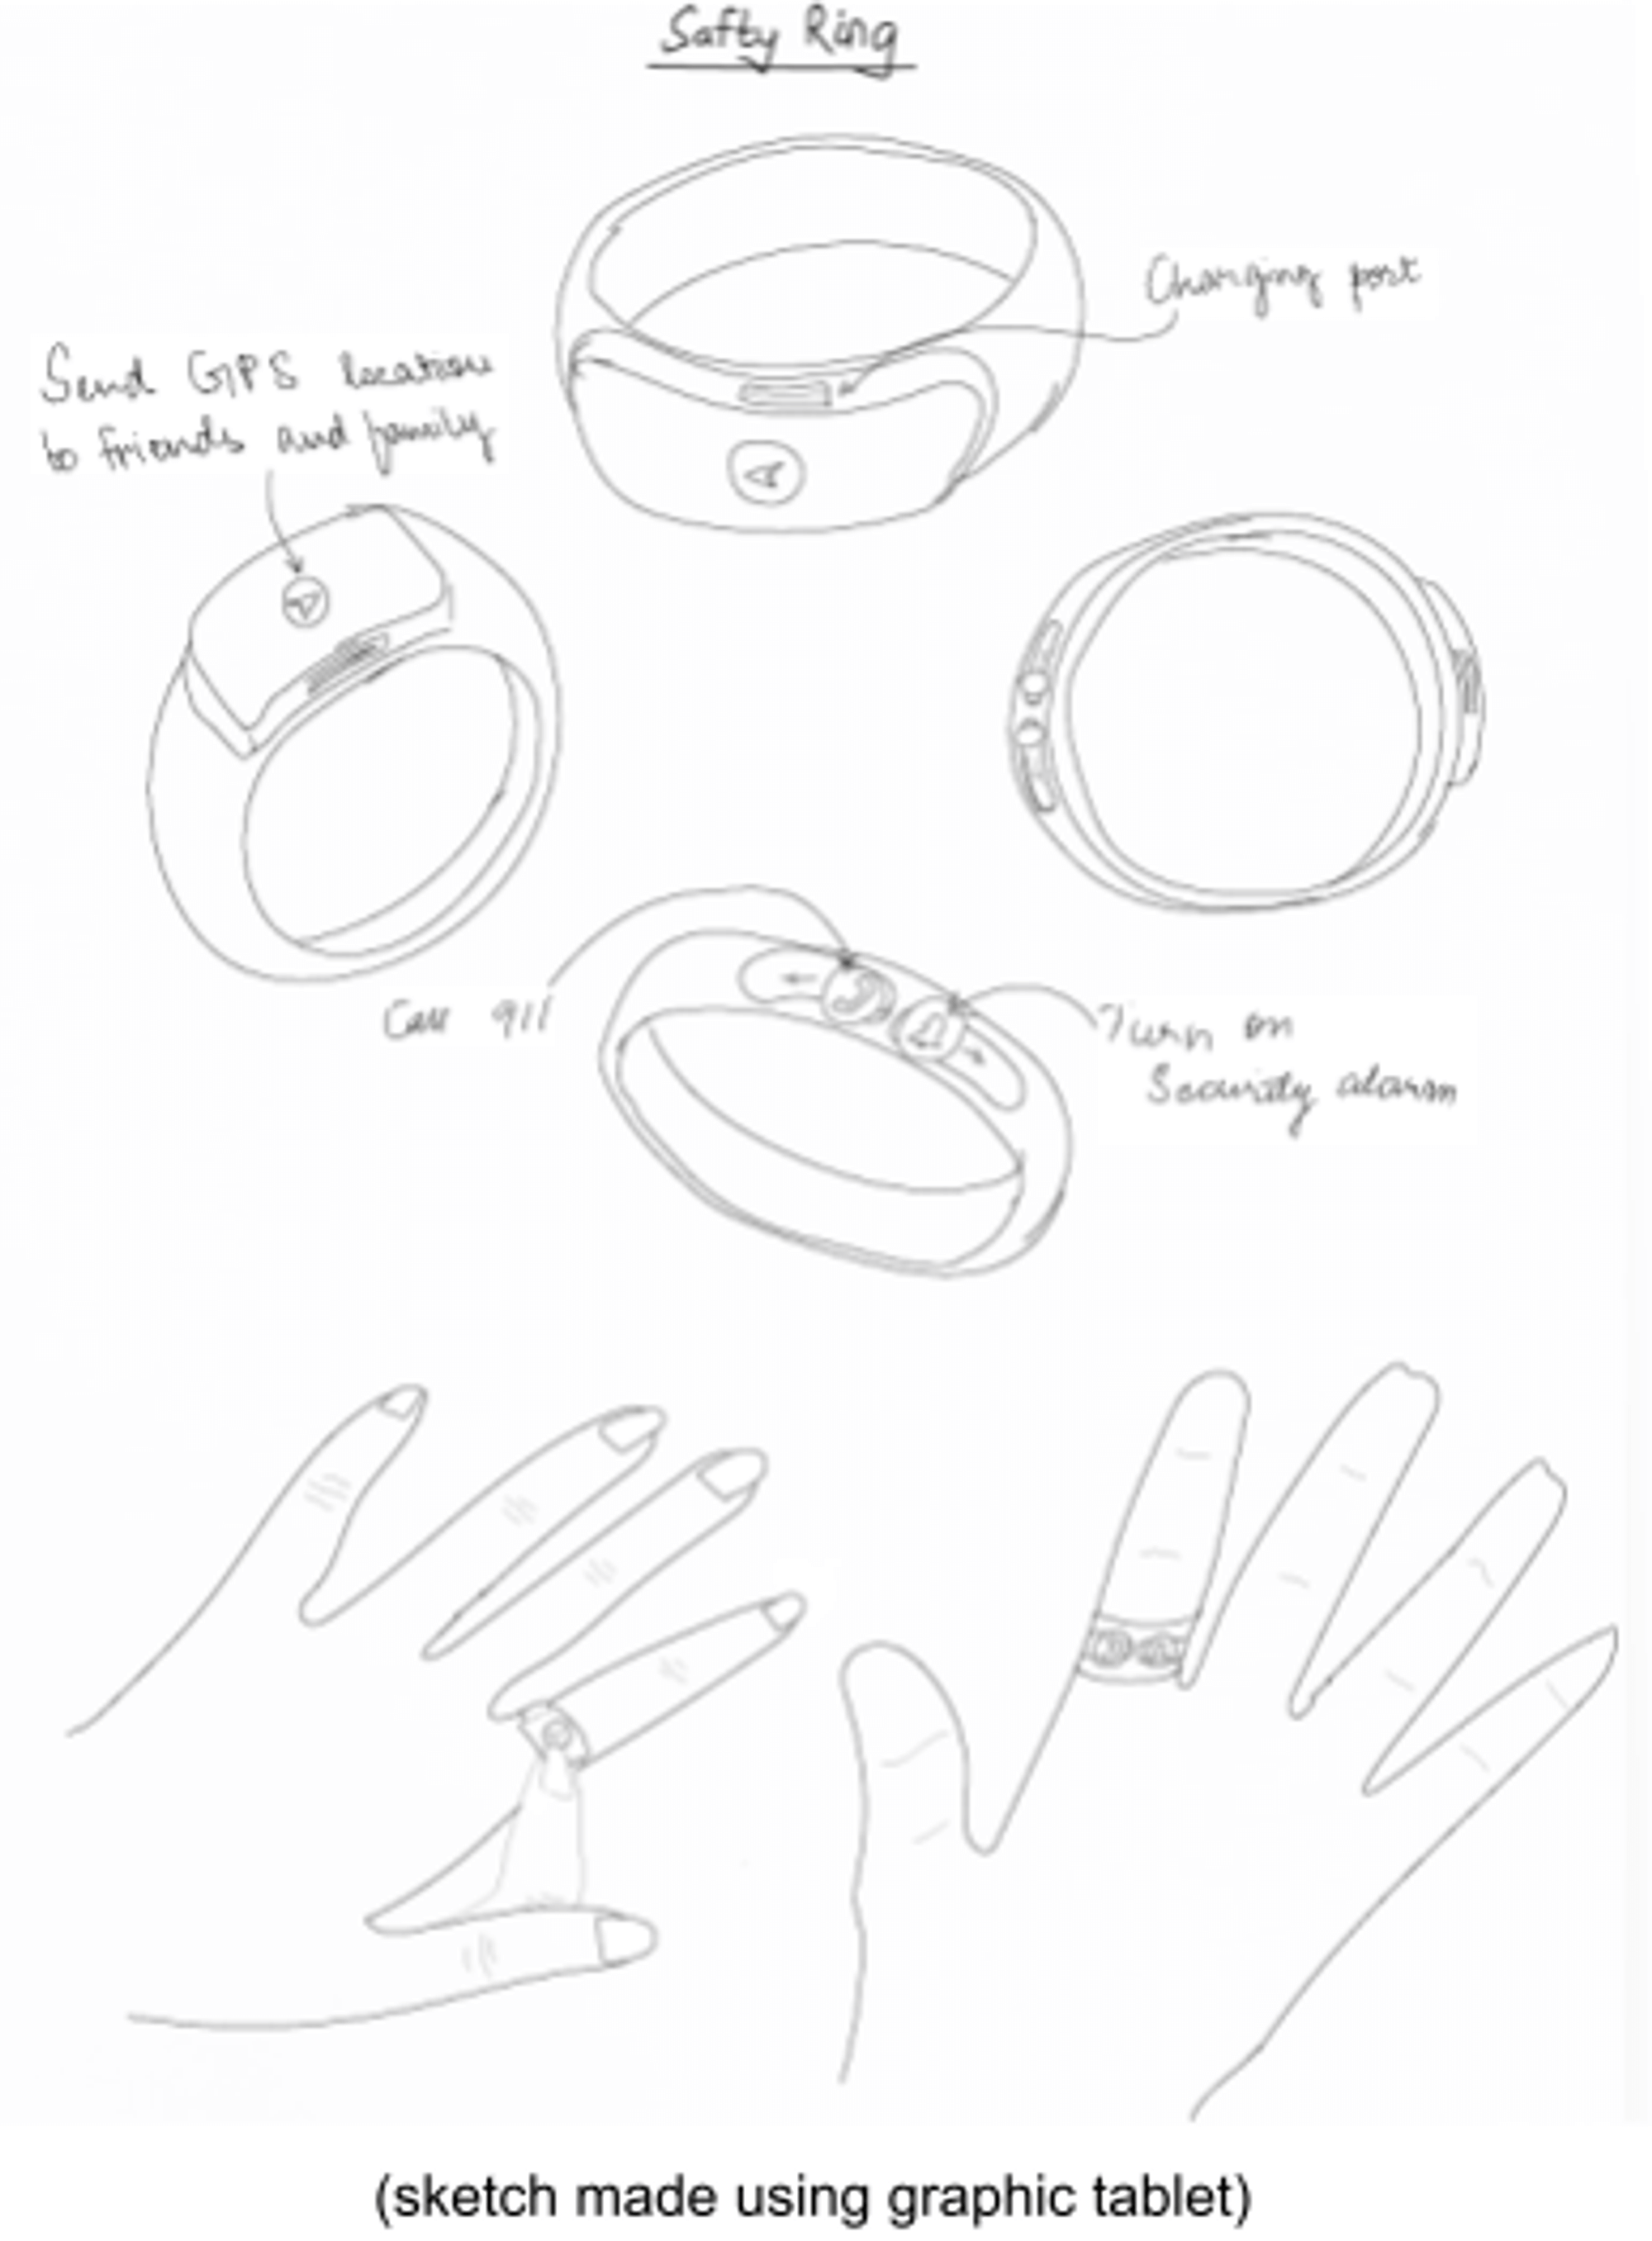 Safty Ring
Charging port
Send GPS location
to friends and family
Call 911
Turn on
Security alarm
(sketch made using graphic tablet)